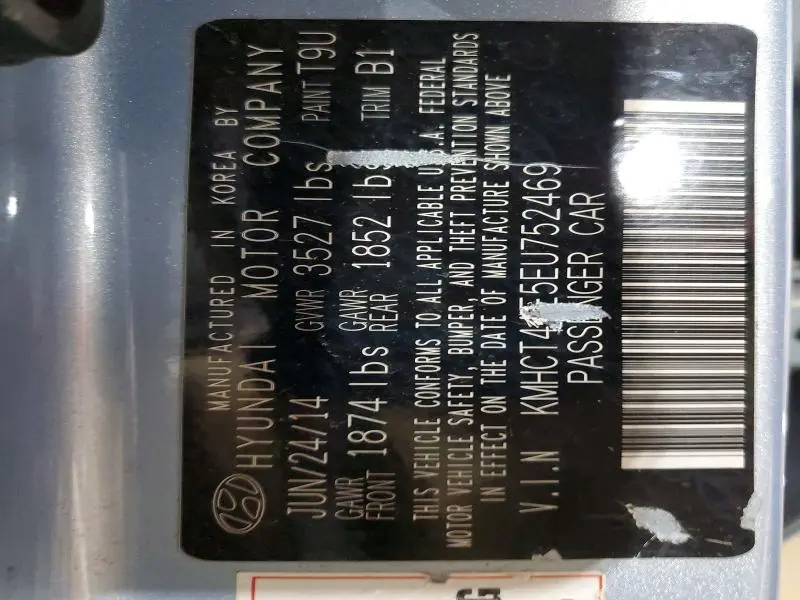 MANUFACTURED IN KOREA BY
HYUNDAI MOTOR COMPANY
JUN/24/14 GVWR 3527 lbs PAINT T9U
GAWR FRONT 1874 lbs GAWR REAR 1852 lbs TRIM B1
THIS VEHICLE CONFORMS TO ALL APPLICABLE U.S.A. FEDERAL
MOTOR VEHICLE SAFETY, BUMPER, AND THEFT PREVENTION STANDARDS
IN EFFECT ON THE DATE OF MANUFACTURE SHOWN ABOVE
V.I.N
PASSENGER CAR